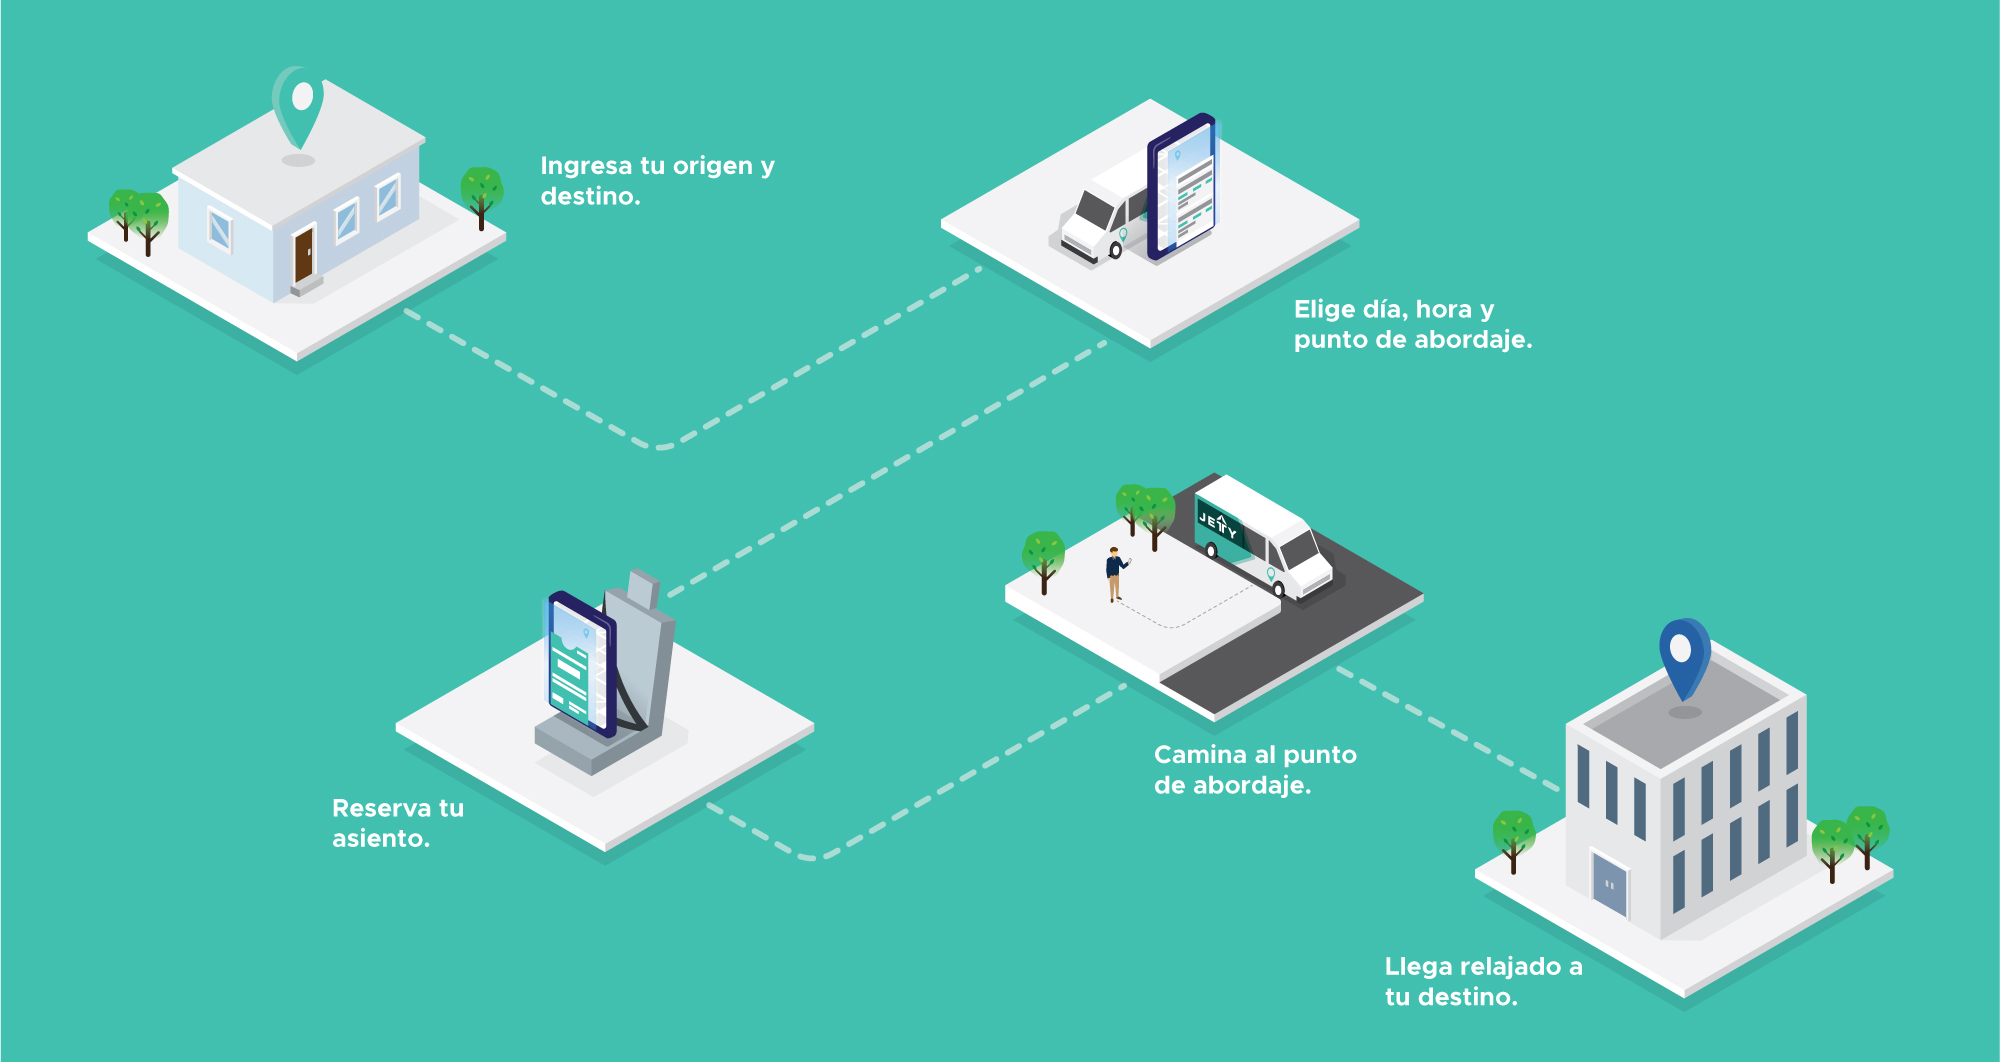 Ingresa tu origen y
destino.
Elige día, hora y
punto de abordaje.
Reserva tu
asiento.
JETTY
Camina al punto
de abordaje.
Llega relajado a
tu destino.